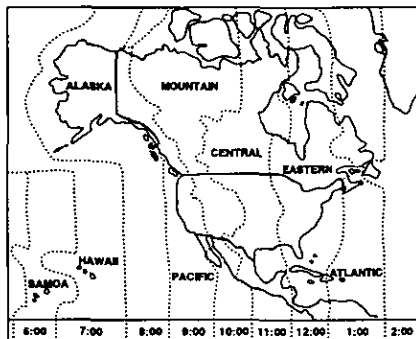 ALASKA MOUNTAIN
CENTRAL
EASTERN
HAWAII
SAMOA
PACIFIC
ATLANTIC
6:00 7:00 8:00 9:00 10:00 11:00 12:00 1:00 2:00